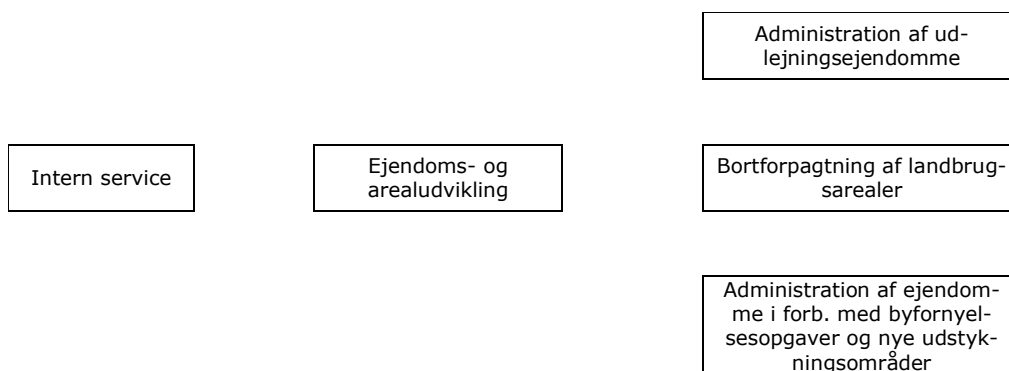 Administration af ud-
lejningsejendomme
Intern service
Ejendoms- og
arealudvikling
Bortforpagtning af landbrug-
sarealer
Administration af ejendom-
me i forb. med byfornyel-
sesopgaver og nye udstyk-
ningsområder